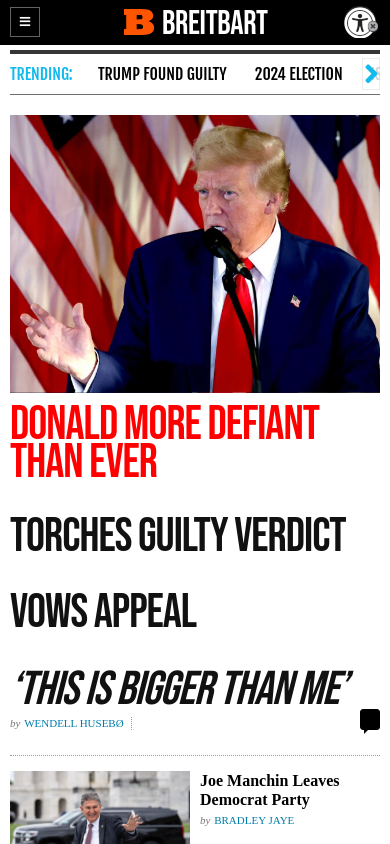 BREITBART
TRENDING:
TRUMP FOUND GUILTY
2024 ELECTION
DONALD MORE DEFIANT
THAN EVER
TORCHES GUILTY VERDICT
VOWS APPEAL
‘THIS IS BIGGER THAN ME’
by WENDELL HUSEBØ
Joe Manchin Leaves
Democrat Party
by BRADLEY JAYE